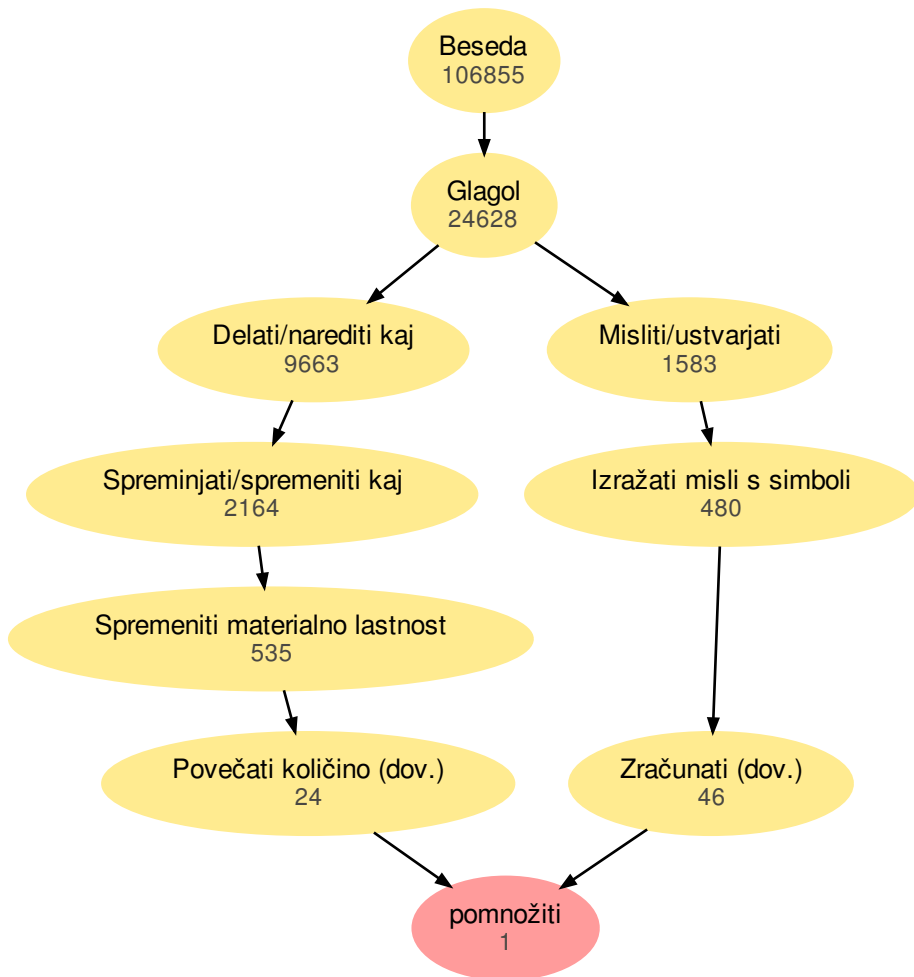 Beseda
106855
Glagol
24628
Delati/narediti kaj
9663
Misliti/ustvarjati
1583
Spreminjati/spremeniti kaj
2164
Izražati misli s simboli
480
Spremeniti materialno lastnost
535
Povečati količino (dov.)
24
Zračunati (dov.)
46
pomnožiti
1